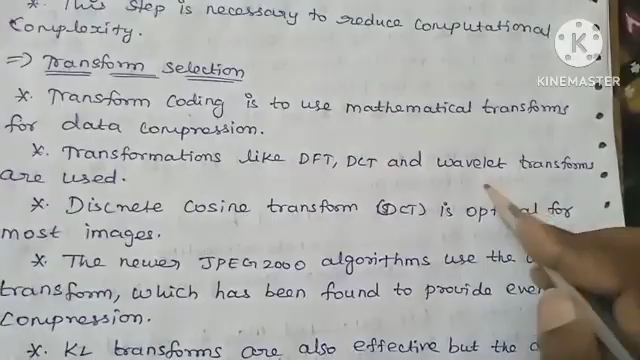 *. This step is necessary to reduce computational
Complexity.
KINEMASTER
=> Transform Selection
*. Transform Coding is to use mathematical transforms
for data compression.
*. Transformations like DFT, DCT and wavelet transforms
are used.
*. Discrete Cosine transform (DCT) is for
most images.
*. The newer JPEG2000 algorithms use the
transform, which has been found to provide
Compression.
*. KL transforms are also effective but the